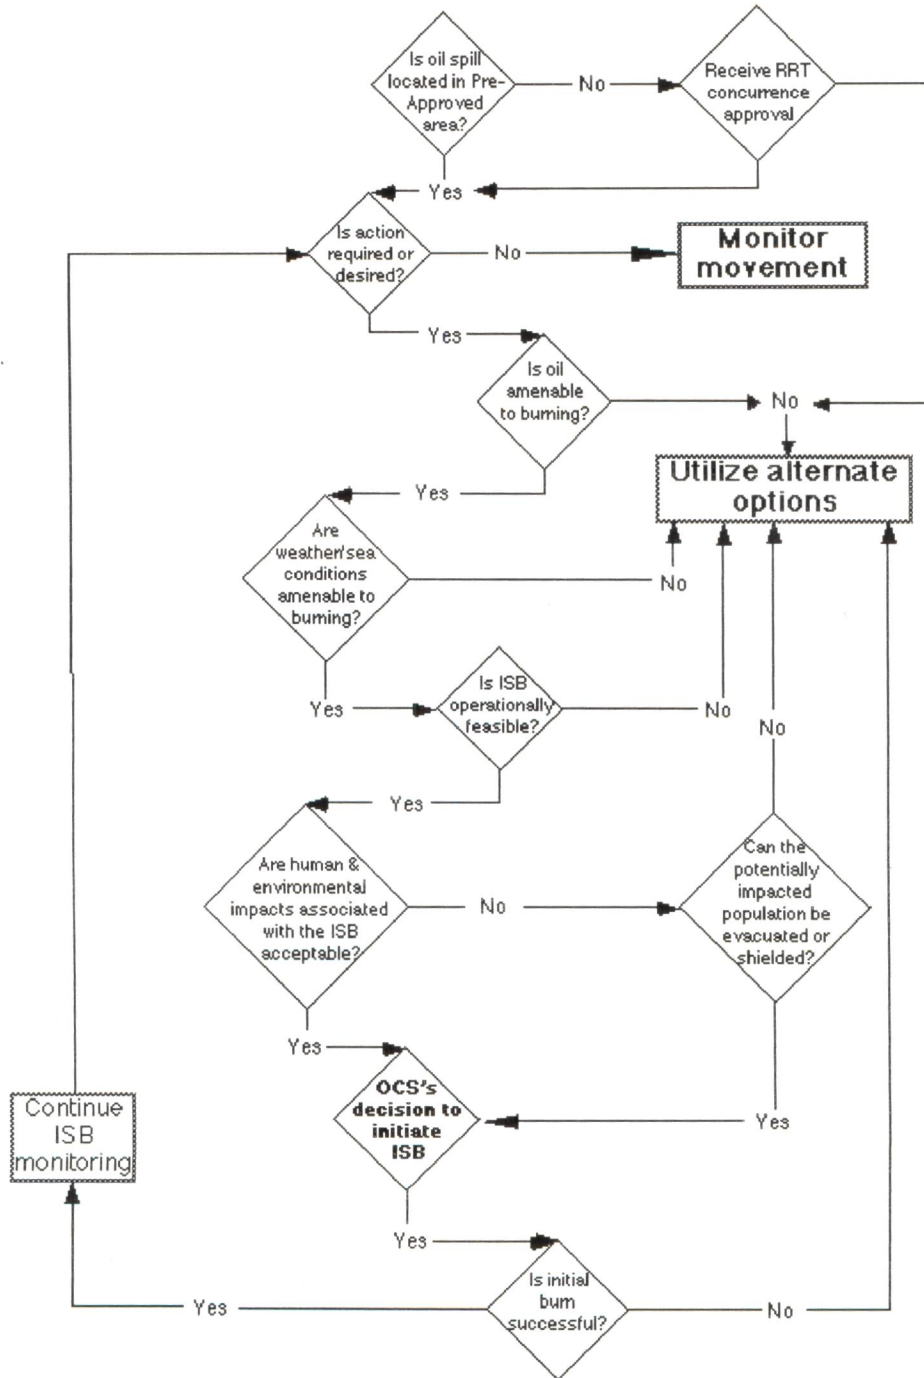 Is oil spill
located in Pre-
Approved
area?
No
Receive RRT
concurrence
approval
Yes
Is action
required or
desired?
No
Monitor
movement
Yes
Is oil
amenable
to burning?
No
Utilize alternate
options
Yes
Are
weather/sea
conditions
amenable to
burning?
No
Yes
Is ISB
operationally
feasible?
No
No
Yes
Are human &
environmental
impacts associated
with the ISB
acceptable?
No
Can the
potentially
impacted
population be
evacuated or
shielded?
Yes
OCS's
decision to
initiate
ISB
Yes
Continue
ISB
monitoring
Yes
Is initial
burn
successful?
Yes
No